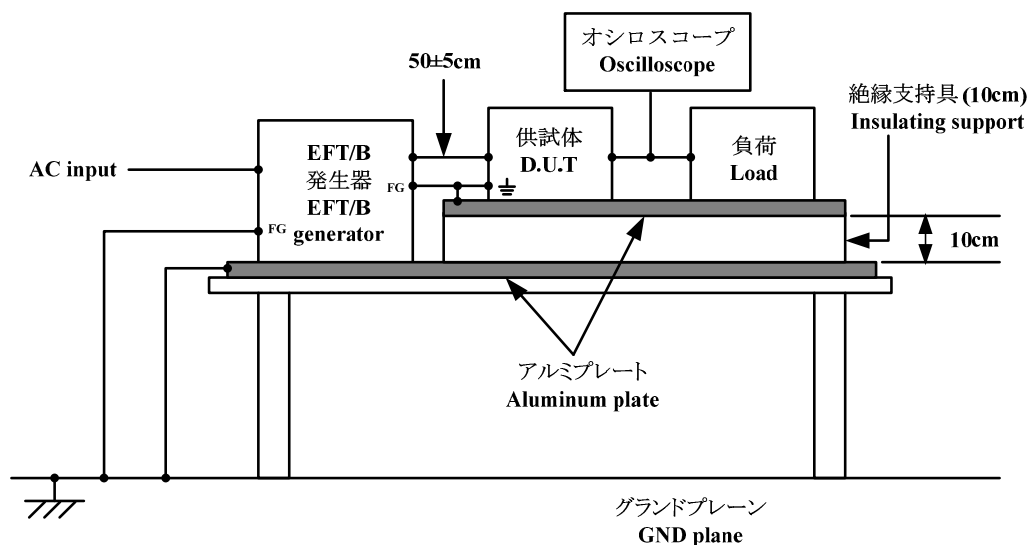 オシロスコープ
Oscilloscope
50±5cm
絶縁支持具 (10cm)
Insulating support
供試体
D.U.T
負荷
Load
EFT/B
発生器
EFT/B
generator
AC input
FG
FG
10cm
アルミプレート
Aluminum plate
グランドプレーン
GND plane